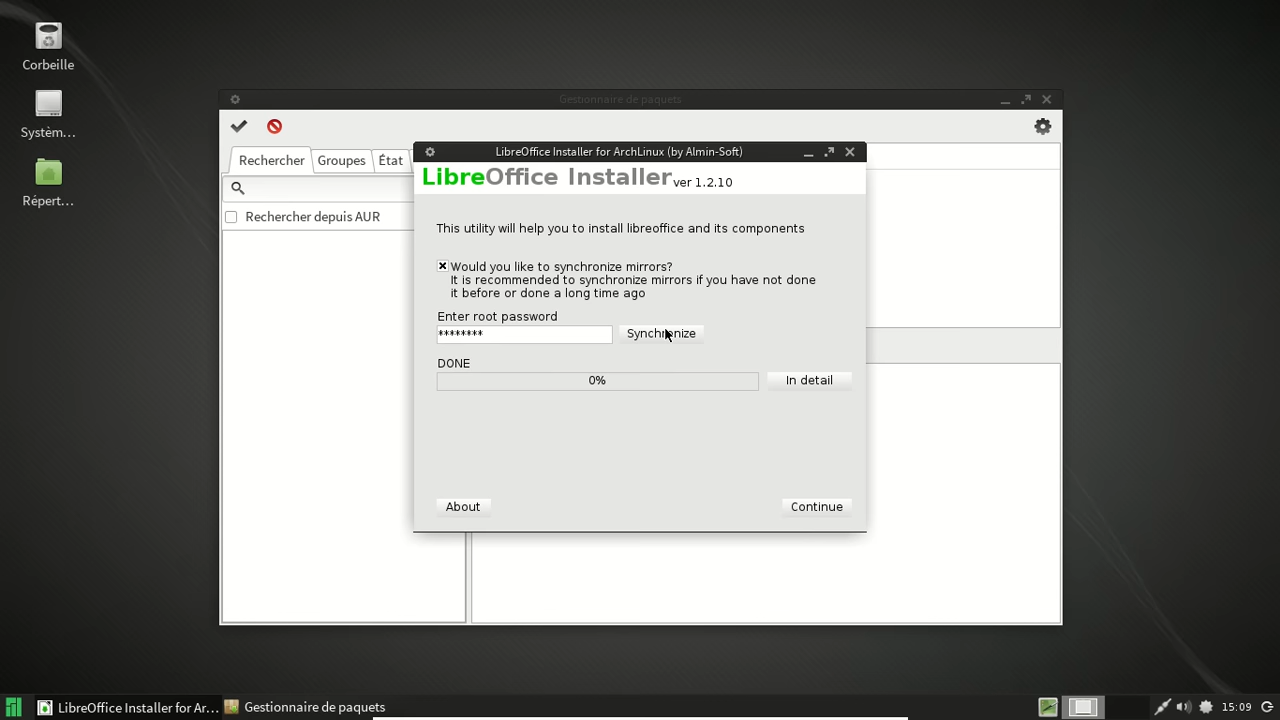 Corbeille
Systèm...
Répert...
Gestionnaire de paquets
Rechercher
Groupes
État
Rechercher depuis AUR
LibreOffice Installer for ArchLinux (by Almin-Soft)
LibreOffice Installer ver 1.2.10
This utility will help you to install libreoffice and its components
Would you like to synchronize mirrors?
It is recommended to synchronize mirrors if you have not done
it before or done a long time ago
Enter root password
********
Synchronize
DONE
0%
In detail
About
Continue
LibreOffice Installer for Ar...
Gestionnaire de paquets
15:09